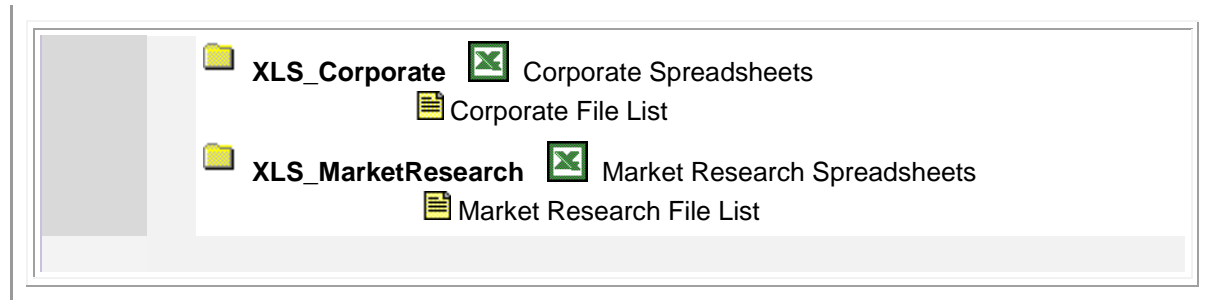 XLS_Corporate Corporate Spreadsheets
Corporate File List
XLS_MarketResearch Market Research Spreadsheets
Market Research File List